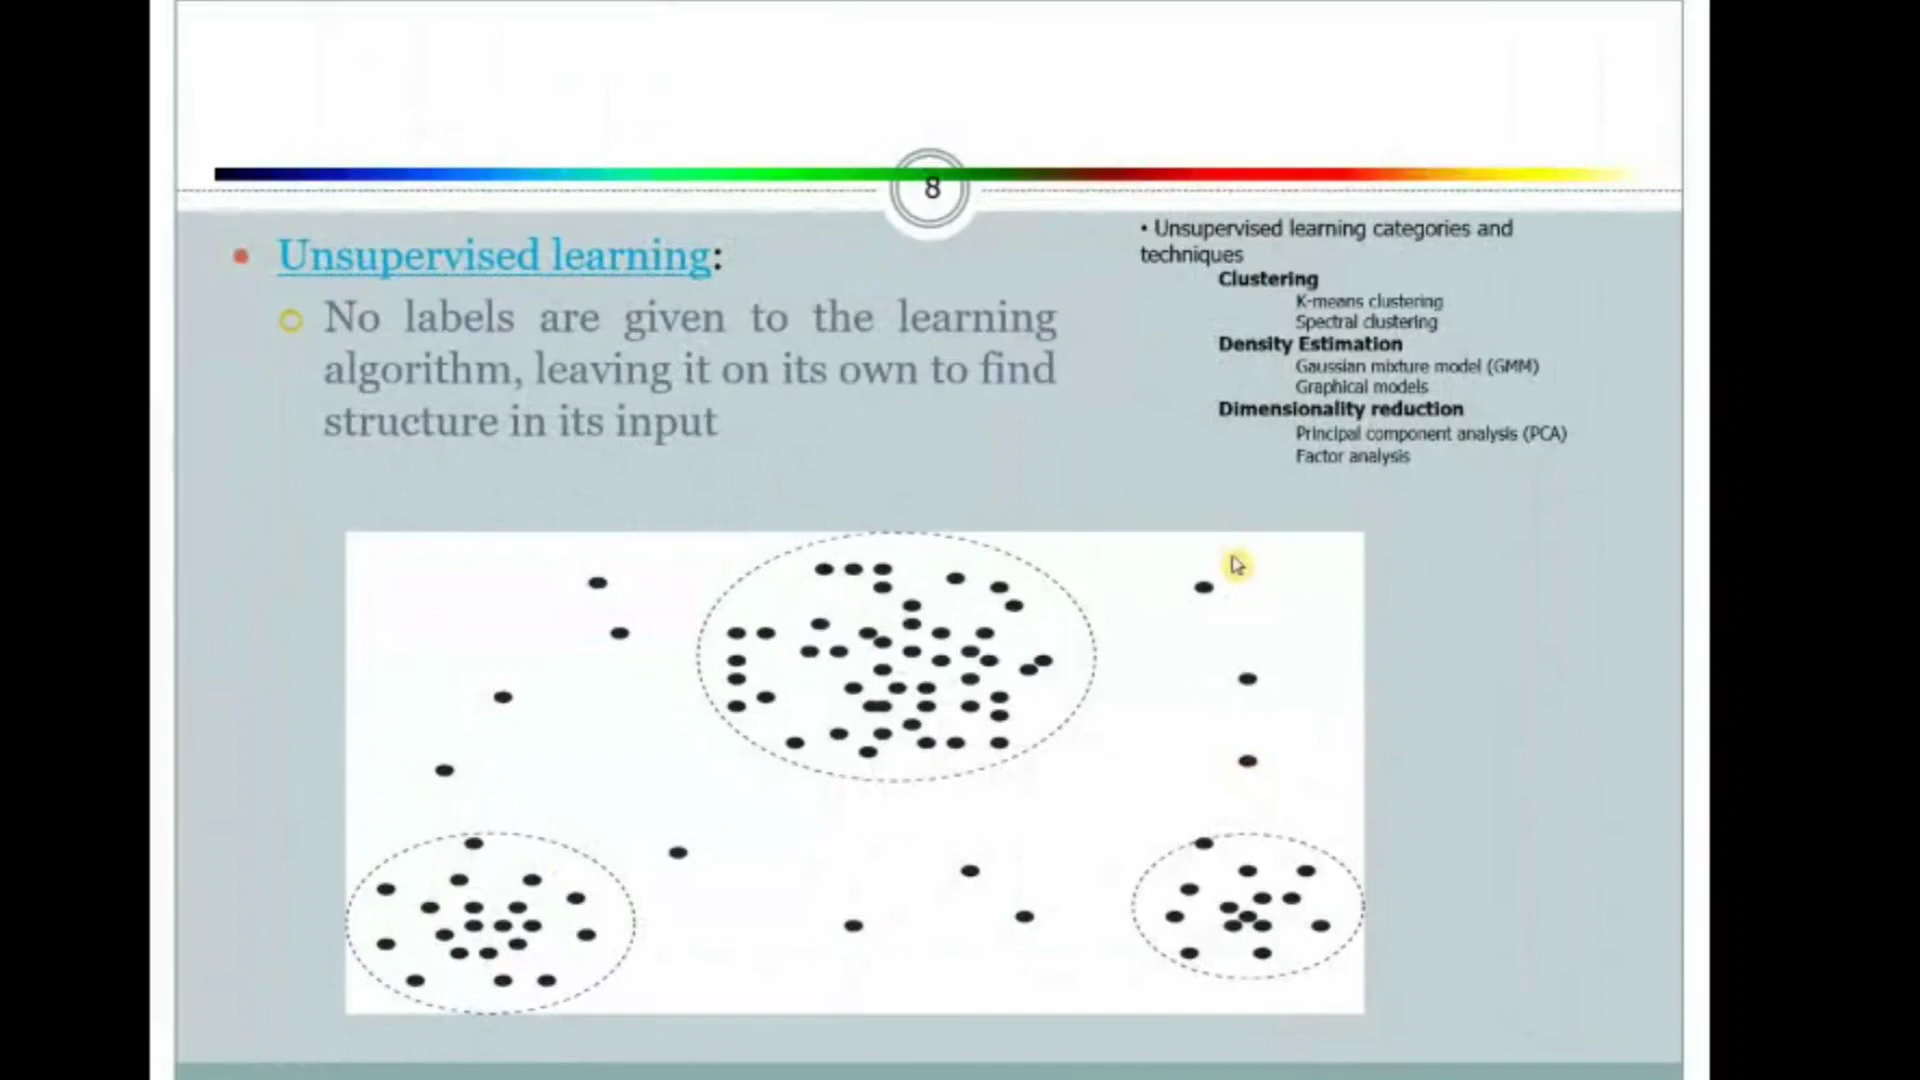 8
• Unsupervised learning:
No labels are given to the learning
algorithm, leaving it on its own to find
structure in its input
• Unsupervised learning categories and
techniques
Clustering
K-means clustering
Spectral clustering
Density Estimation
Gaussian mixture model (GMM)
Graphical models
Dimensionality reduction
Principal component analysis (PCA)
Factor analysis